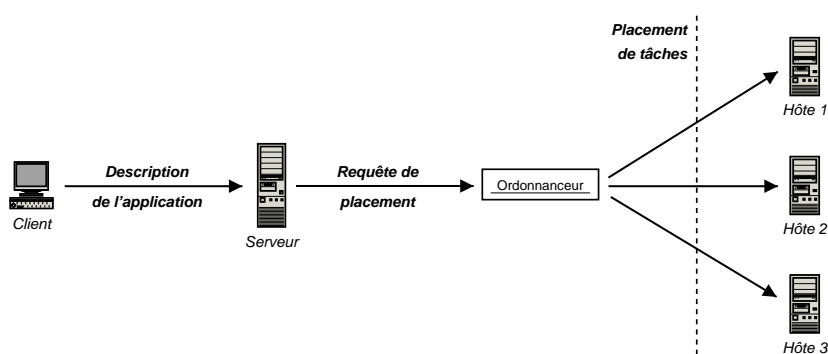 Placement
de tâches
Hôte 1
Description
de l'application
Requête de
placement
Ordonnanceur
Client
Serveur
Hôte 2
Hôte 3